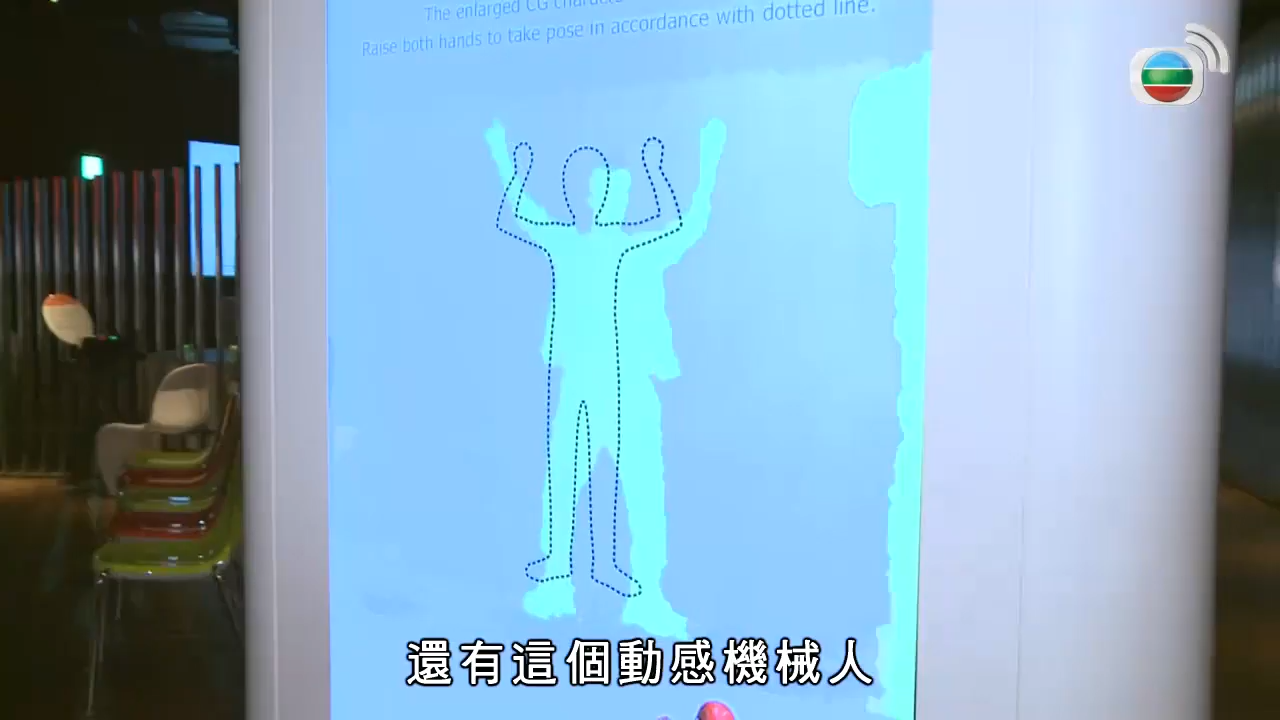 The enlarged CG
Raise both hands to take pose in accordance with dotted line.
還有這個動感機械人